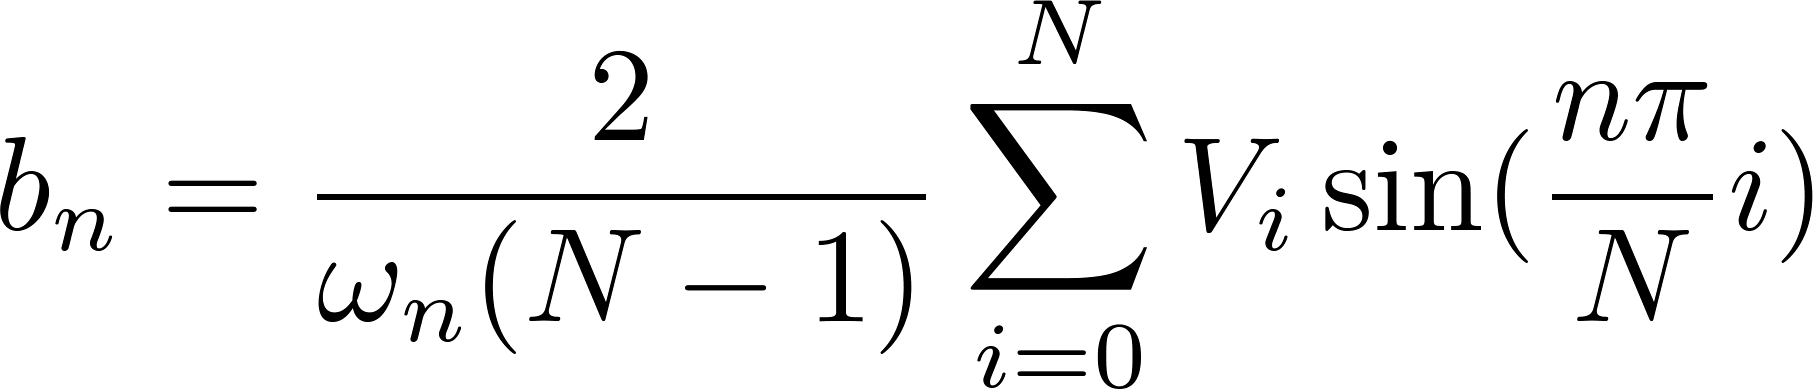 b_n = \frac{2}{\omega_n(N-1)} \sum_{i=0}^{N} V_i \sin(\frac{n\pi}{N}i)